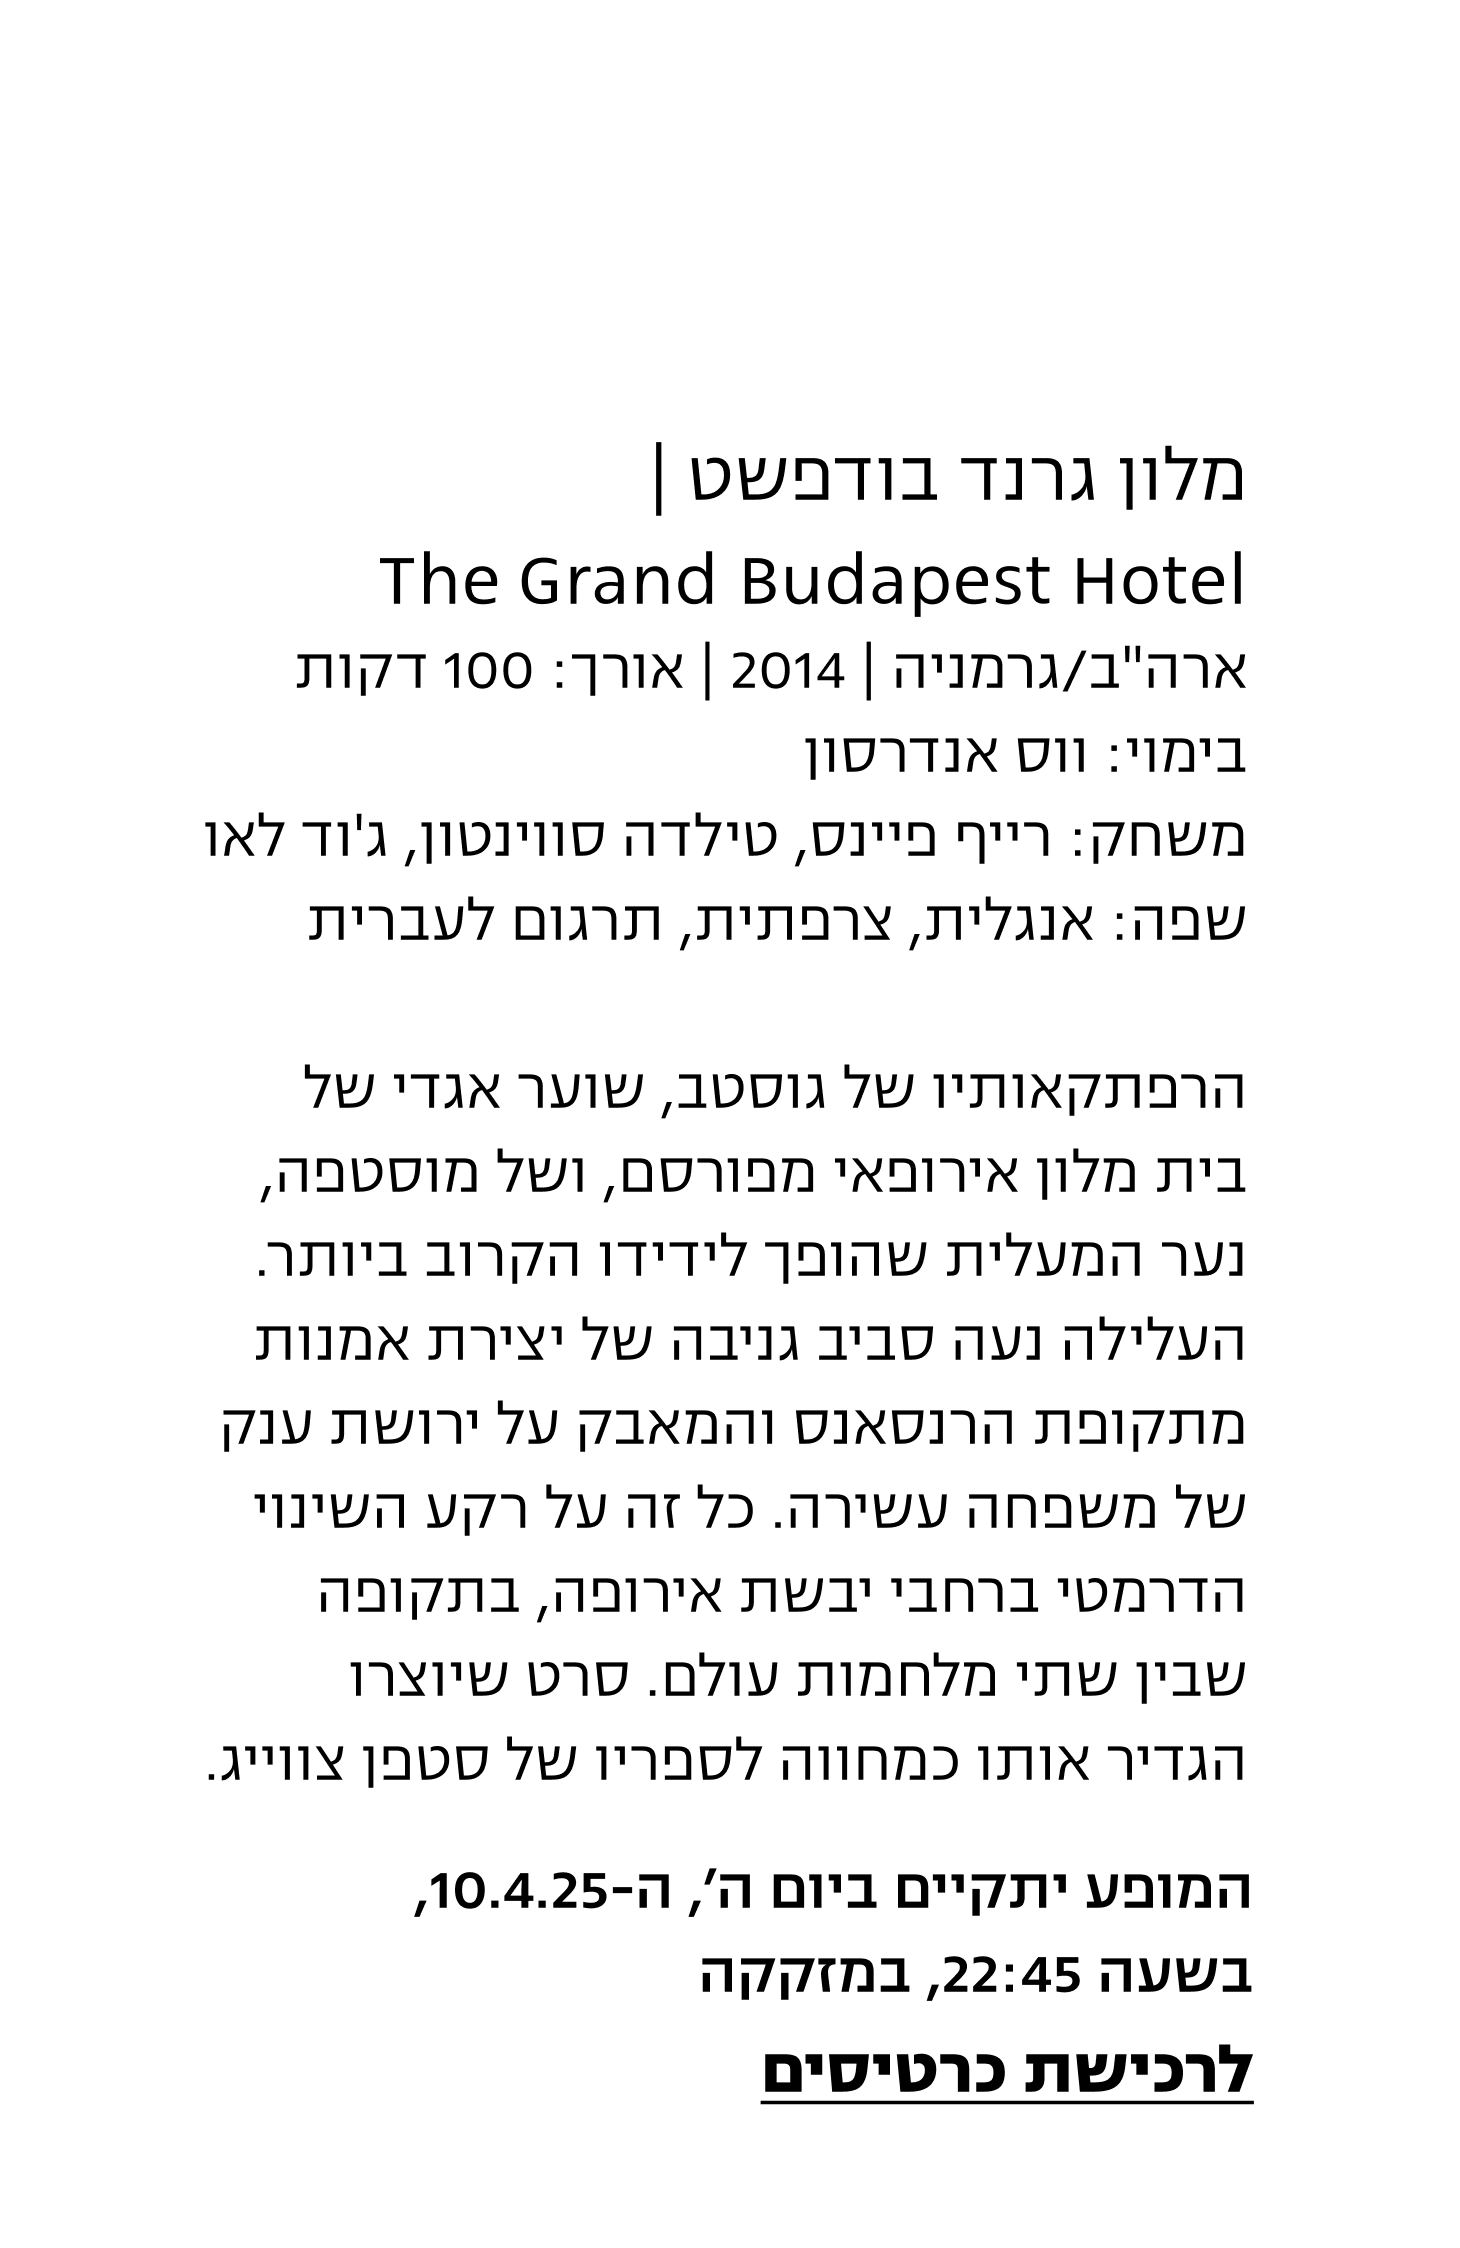 מלון גרנד בודפשט |
The Grand Budapest Hotel
ארה"ב/גרמניה | 2014 | אורך: 100 דקות
בימוי: ווס אנדרסון
משחק: רייף פיינס, טילדה סווינטון, ג'וד לאו
שפה: אנגלית, צרפתית, תרגום לעברית
הרפתקאותיו של גוסטב, שוער אגדי של
בית מלון אירופאי מפורסם, ושל מוסטפה,
נער המעלית שהופך לידידו הקרוב ביותר.
העלילה נעה סביב גניבה של יצירת אמנות
מתקופת הרנסאנס והמאבק על ירושת ענק
של משפחה עשירה. כל זה על רקע השינוי
הדרמטי ברחבי יבשת אירופה, בתקופה
שבין שתי מלחמות עולם. סרט שיוצרו
הגדיר אותו כמחווה לספריו של סטפן צווייג.
המופע יתקיים ביום ה׳, ה-10.4.25,
בשעה 22:45, במזקקה
לרכישת כרטיסים